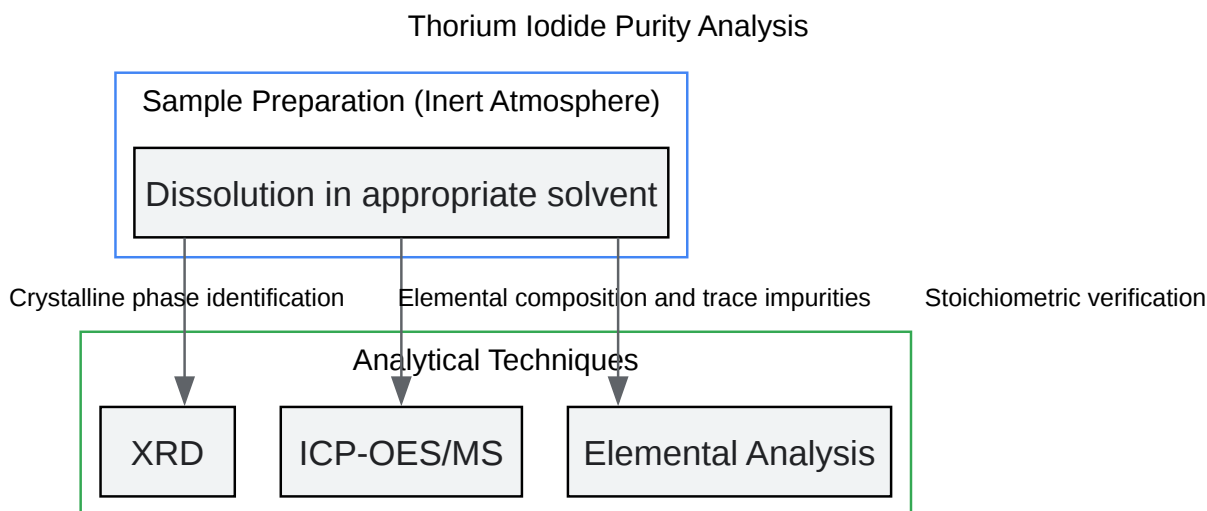 Thorium Iodide Purity Analysis
Sample Preparation (Inert Atmosphere)
Dissolution in appropriate solvent
Crystalline phase identification
Elemental composition and trace impurities
Stoichiometric verification
Analytical Techniques
XRD
ICP-OES/MS
Elemental Analysis